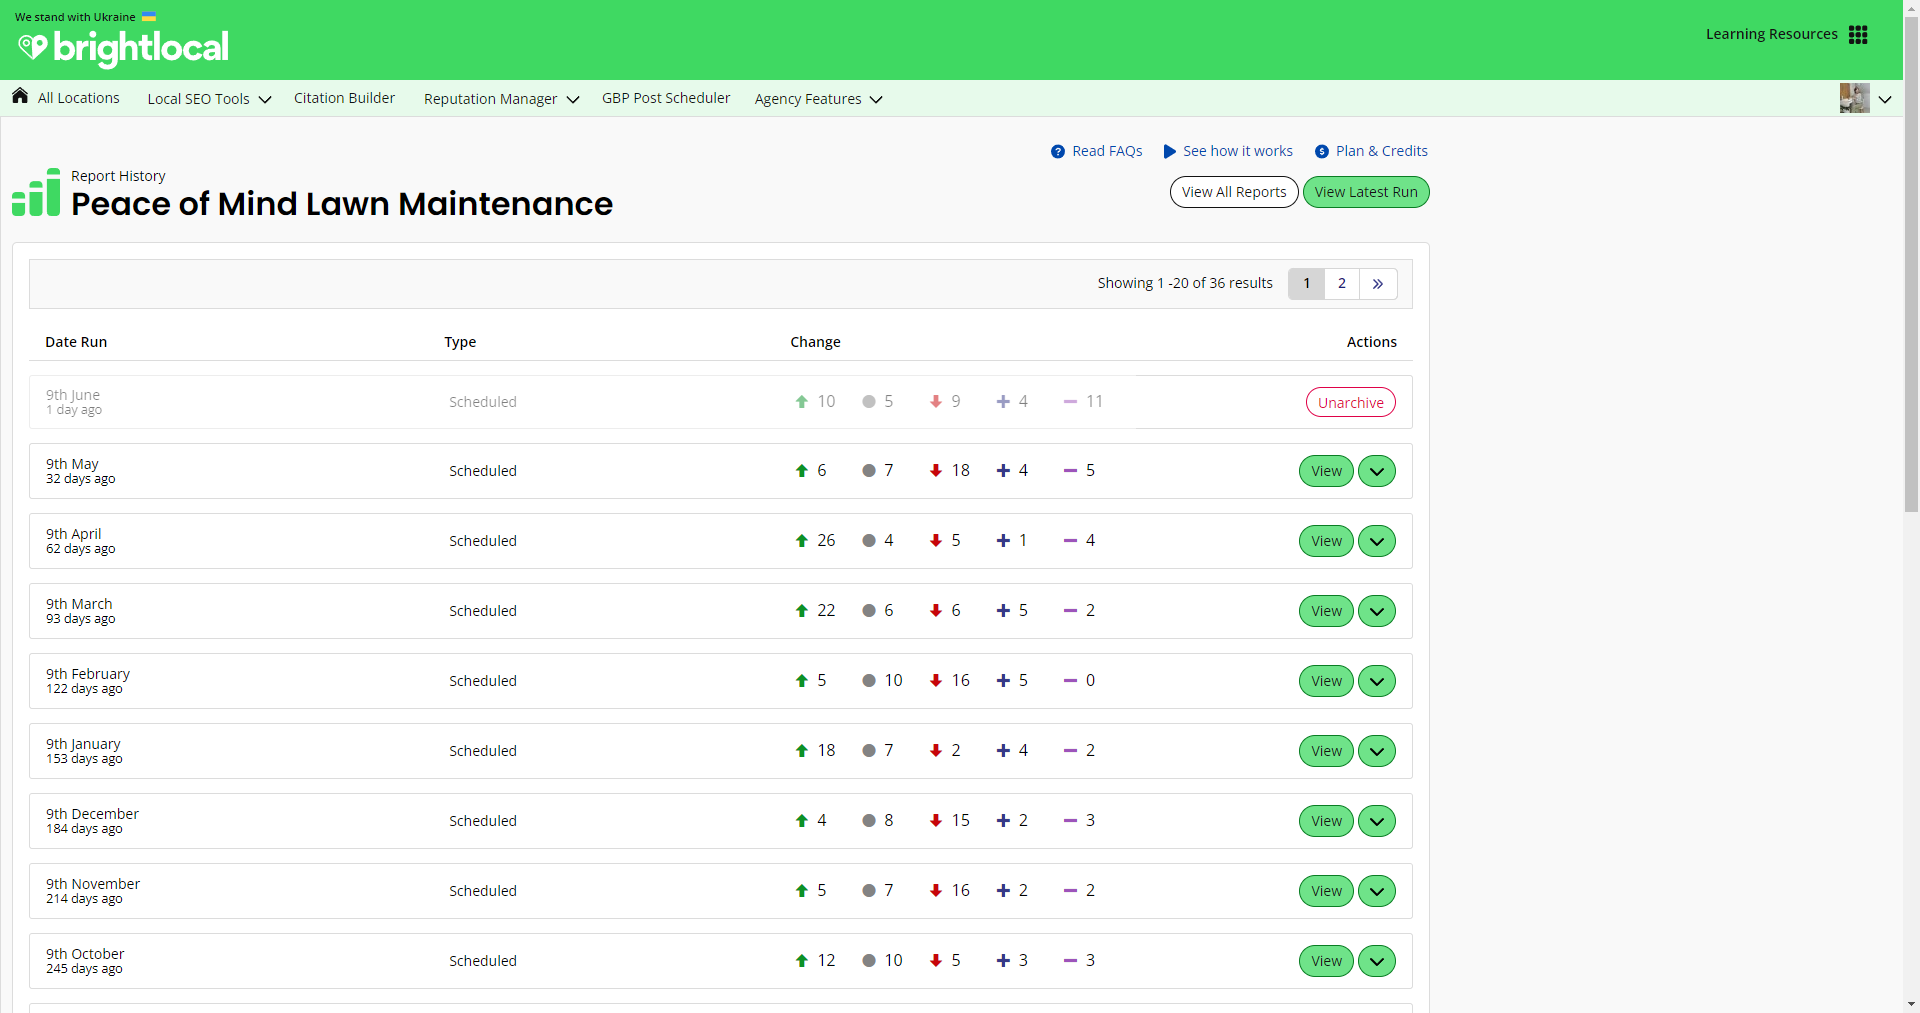 We stand with Ukraine
brightlocal
Learning Resources
All Locations
Local SEO Tools
Citation Builder
Reputation Manager
GBP Post Scheduler
Agency Features
Read FAQs
See how it works
Plan & Credits
Report History
Peace of Mind Lawn Maintenance
View All Reports
View Latest Run
Showing 1 -20 of 36 results
1 2 »
Date Run Type Change Actions
9th June
1 day ago
Scheduled 10 5 9 4 11 Unarchive
9th May
32 days ago
Scheduled 6 7 18 4 5 View
9th April
62 days ago
Scheduled 26 4 5 1 4 View
9th March
93 days ago
Scheduled 22 6 6 5 2 View
9th February
122 days ago
Scheduled 5 10 16 5 0 View
9th January
153 days ago
Scheduled 18 7 2 4 2 View
9th December
184 days ago
Scheduled 4 8 15 2 3 View
9th November
214 days ago
Scheduled 5 7 16 2 2 View
9th October
245 days ago
Scheduled 12 10 5 3 3 View